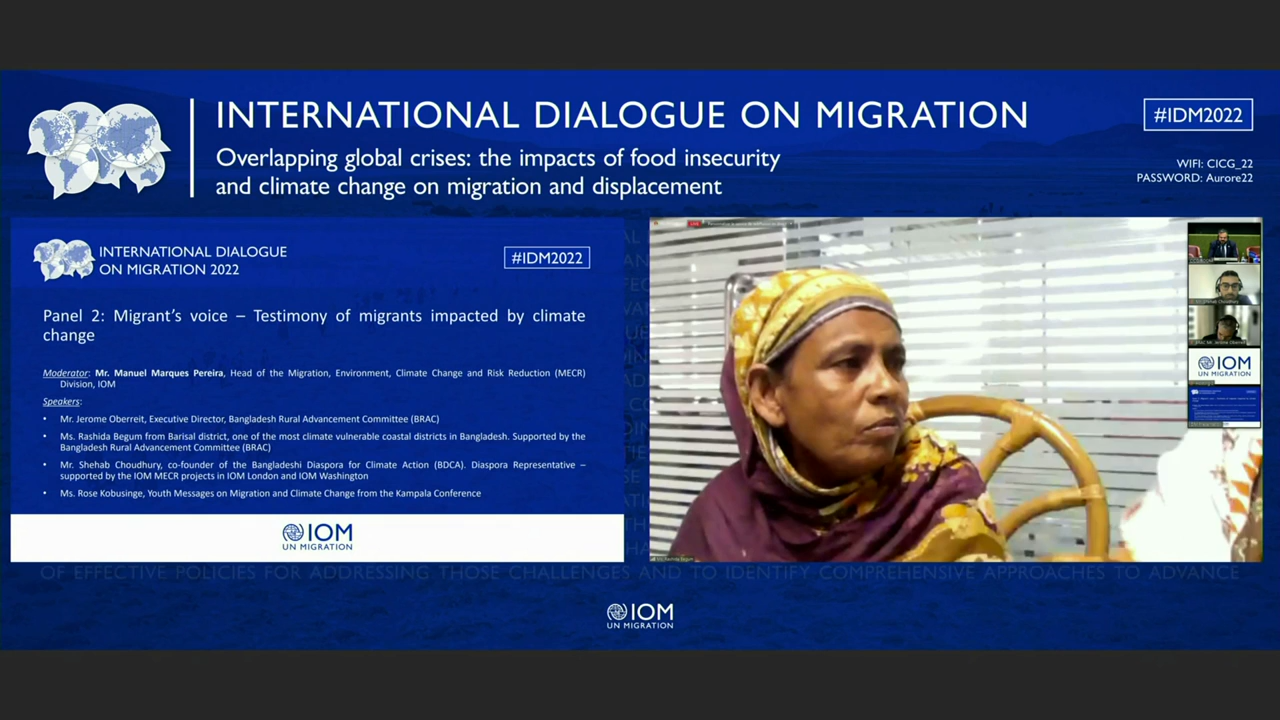 INTERNATIONAL DIALOGUE ON MIGRATION
Overlapping global crises: the impacts of food insecurity
and climate change on migration and displacement
#IDM2022
WIFI: CICG_22
PASSWORD: Aurore22
INTERNATIONAL DIALOGUE
ON MIGRATION 2022
#IDM2022
Panel 2: Migrant's voice – Testimony of migrants impacted by climate
change
Moderator: Mr. Manuel Marques Pereira, Head of the Migration, Environment, Climate Change and Risk Reduction (MECR)
Division, IOM
Speakers:
• Mr. Jerome Oberreit, Executive Director, Bangladesh Rural Advancement Committee (BRAC)
• Ms. Rashida Begum from Barisal district, one of the most climate vulnerable coastal districts in Bangladesh. Supported by the
Bangladesh Rural Advancement Committee (BRAC)
• Mr. Shehab Choudhury, co-founder of the Bangladeshi Diaspora for Climate Action (BDCA). Diaspora Representative –
supported by the IOM MECR projects in IOM London and IOM Washington
• Ms. Rose Kobusinge, Youth Messages on Migration and Climate Change from the Kampala Conference
IOM
UN MIGRATION
LIVE
IOM
UN MIGRATION
OF EFFECTIVE POLICIES FOR ADDRESSING THOSE CHALLENGES AND TO IDENTIFY COMPREHENSIVE APPROACHES TO ADVANCE
IOM
UN MIGRATION